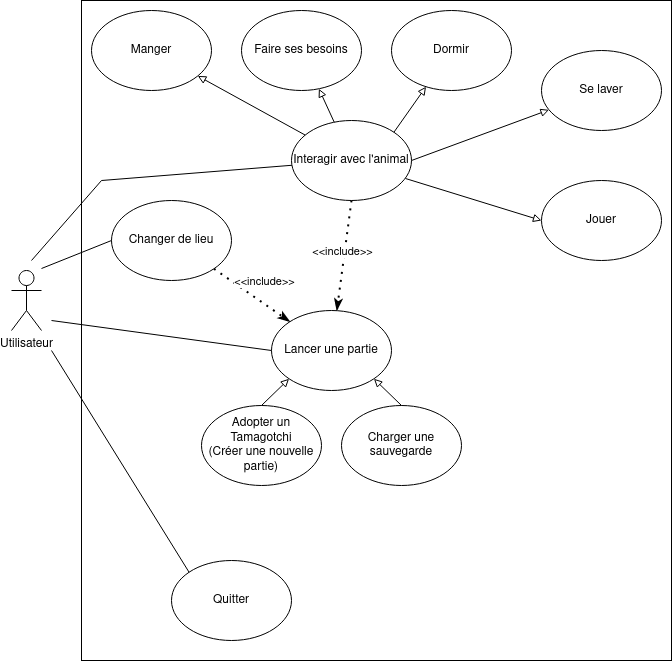 Manger
Faire ses besoins
Dormir
Se laver
Interagir avec l'animal
Jouer
Changer de lieu
<<include>>
<<include>>
Utilisateur
Lancer une partie
Adopter un
Tamagotchi
(Créer une nouvelle
partie)
Charger une
sauvegarde
Quitter